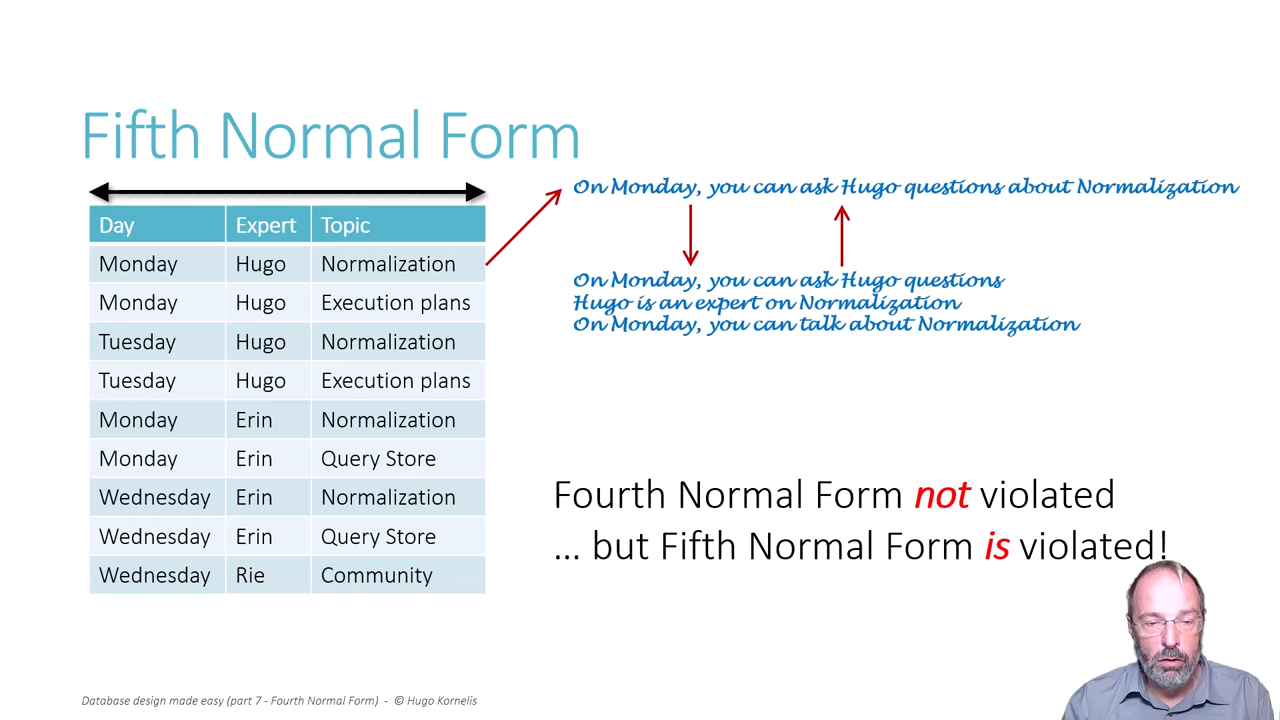 Fifth Normal Form
On Monday, you can ask Hugo questions about Normalization
Day Expert Topic
Monday Hugo Normalization
Monday Hugo Execution plans
Tuesday Hugo Normalization
Tuesday Hugo Execution plans
Monday Erin Normalization
Monday Erin Query Store
Wednesday Erin Normalization
Wednesday Erin Query Store
Wednesday Rie Community
On Monday, you can ask Hugo questions
Hugo is an expert on Normalization
On Monday, you can talk about Normalization
Fourth Normal Form not violated
... but Fifth Normal Form is violated!
Database design made easy (part 7 - Fourth Normal Form) - © Hugo Kornelis